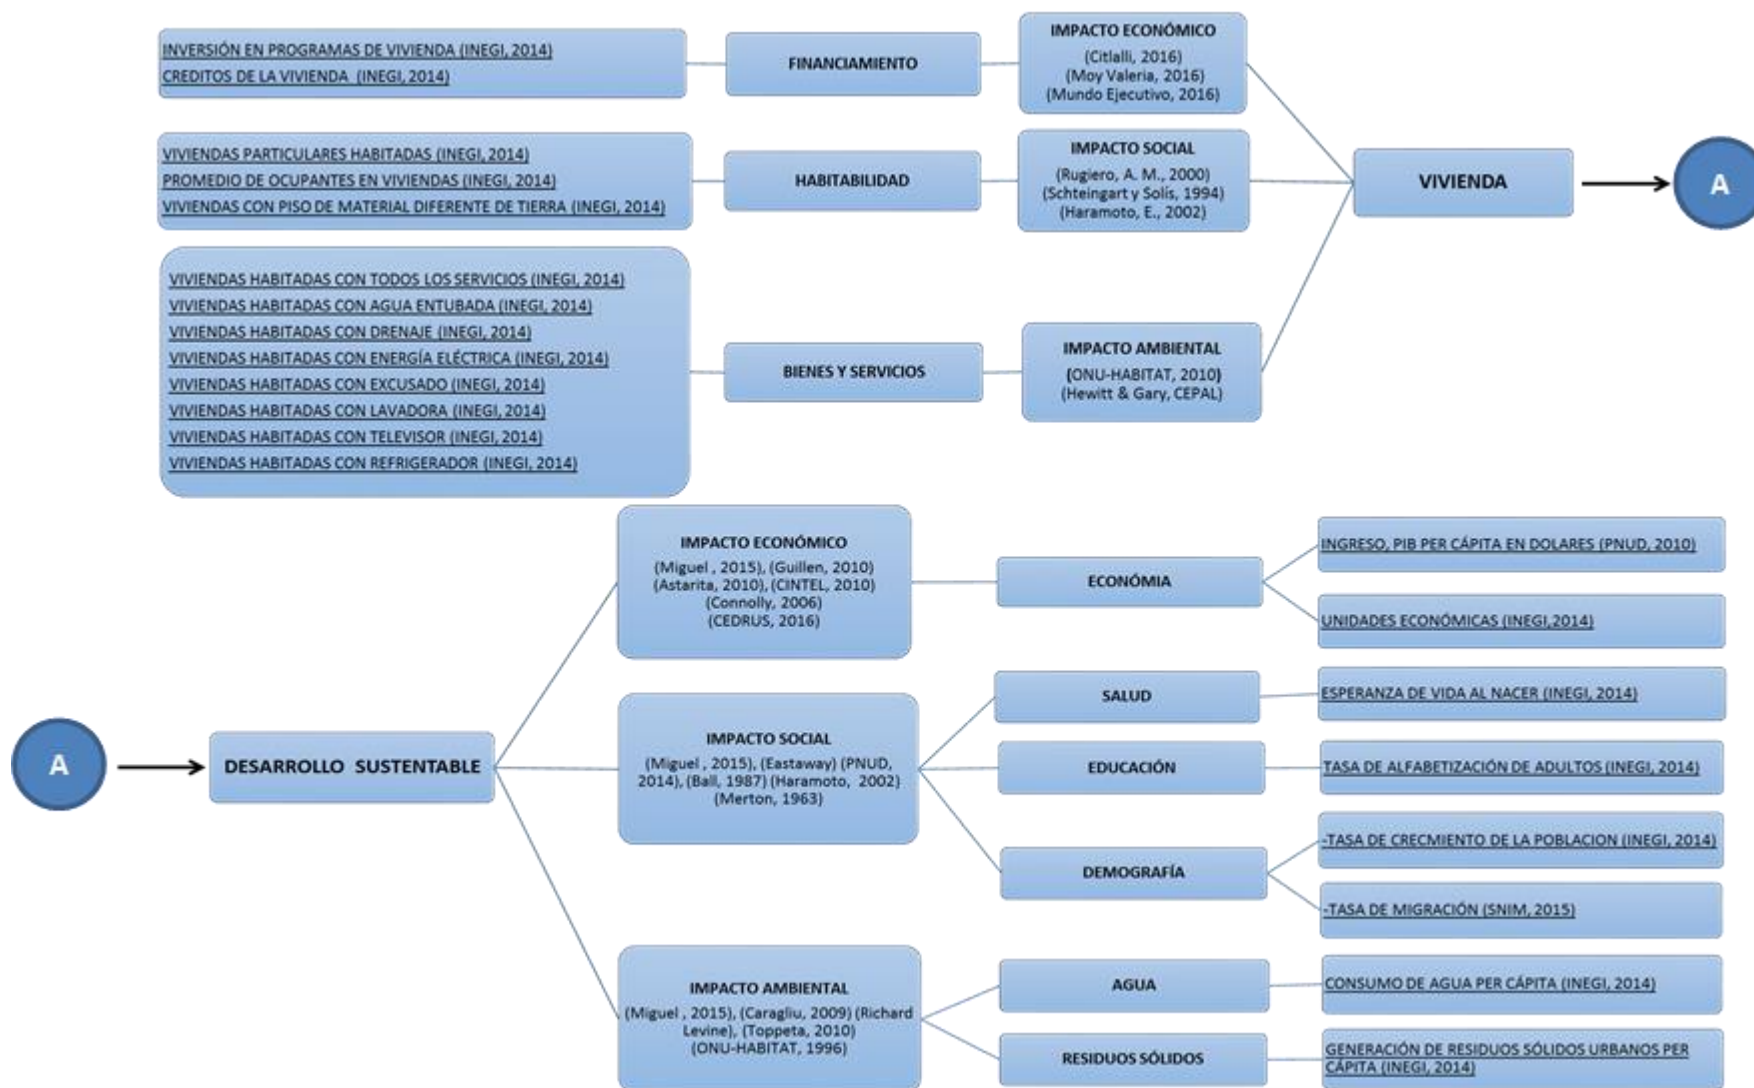 INVERSIÓN EN PROGRAMAS DE VIVIENDA (INEGI, 2014)
CREDITOS DE LA VIVIENDA (INEGI, 2014)
FINANCIAMIENTO
IMPACTO ECONÓMICO
(Citlalli, 2016)
(Moy Valeria, 2016)
(Mundo Ejecutivo, 2016)
VIVIENDAS PARTICULARES HABITADAS (INEGI, 2014)
PROMEDIO DE OCUPANTES EN VIVIENDAS (INEGI, 2014)
VIVIENDAS CON PISO DE MATERIAL DIFERENTE DE TIERRA (INEGI, 2014)
HABITABILIDAD
IMPACTO SOCIAL
(Rugiero, A. M., 2000)
(Schteingart y Solís, 1994)
(Haramoto, E., 2002)
VIVIENDA
A
VIVIENDAS HABITADAS CON TODOS LOS SERVICIOS (INEGI, 2014)
VIVIENDAS HABITADAS CON AGUA ENTUBADA (INEGI, 2014)
VIVIENDAS HABITADAS CON DRENAJE (INEGI, 2014)
VIVIENDAS HABITADAS CON ENERGÍA ELÉCTRICA (INEGI, 2014)
VIVIENDAS HABITADAS CON EXCUSADO (INEGI, 2014)
VIVIENDAS HABITADAS CON LAVADORA (INEGI, 2014)
VIVIENDAS HABITADAS CON TELEVISOR (INEGI, 2014)
VIVIENDAS HABITADAS CON REFRIGERADOR (INEGI, 2014)
BIENES Y SERVICIOS
IMPACTO AMBIENTAL
(ONU-HABITAT, 2010)
(Hewitt & Gary, CEPAL)
A
DESARROLLO SUSTENTABLE
IMPACTO ECONÓMICO
(Miguel , 2015), (Guillen, 2010)
(Astarita, 2010), (CINTEL, 2010)
(Connolly, 2006)
(CEDRUS, 2016)
ECONÓMIA
INGRESO, PIB PER CÁPITA EN DOLARES (PNUD, 2010)
UNIDADES ECONÓMICAS (INEGI,2014)
IMPACTO SOCIAL
(Miguel , 2015), (Eastaway) (PNUD,
2014), (Ball, 1987) (Haramoto, 2002)
(Merton, 1963)
SALUD
ESPERANZA DE VIDA AL NACER (INEGI, 2014)
EDUCACIÓN
TASA DE ALFABETIZACIÓN DE ADULTOS (INEGI, 2014)
DEMOGRAFÍA
-TASA DE CRECMIENTO DE LA POBLACION (INEGI, 2014)
-TASA DE MIGRACIÓN (SNIM, 2015)
IMPACTO AMBIENTAL
(Miguel , 2015), (Caragliu, 2009) (Richard
Levine), (Toppeta, 2010)
(ONU-HABITAT, 1996)
AGUA
CONSUMO DE AGUA PER CÁPITA (INEGI, 2014)
RESIDUOS SÓLIDOS
GENERACIÓN DE RESIDUOS SÓLIDOS URBANOS PER
CÁPITA (INEGI, 2014)